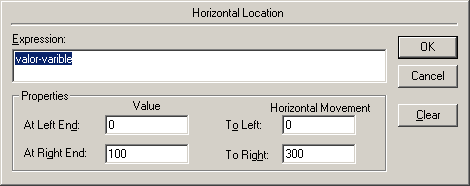 Horizontal Location
Expression:
valor-varible
OK
Cancel
Clear
Properties
Value
Horizontal Movement
At Left End: 0 To Left: 0
At Right End: 100 To Right: 300